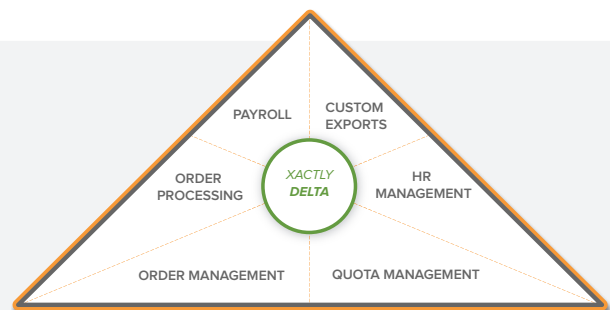 PAYROLL
CUSTOM
EXPORTS
ORDER
PROCESSING
XACTLY
DELTA
HR
MANAGEMENT
ORDER MANAGEMENT
QUOTA MANAGEMENT